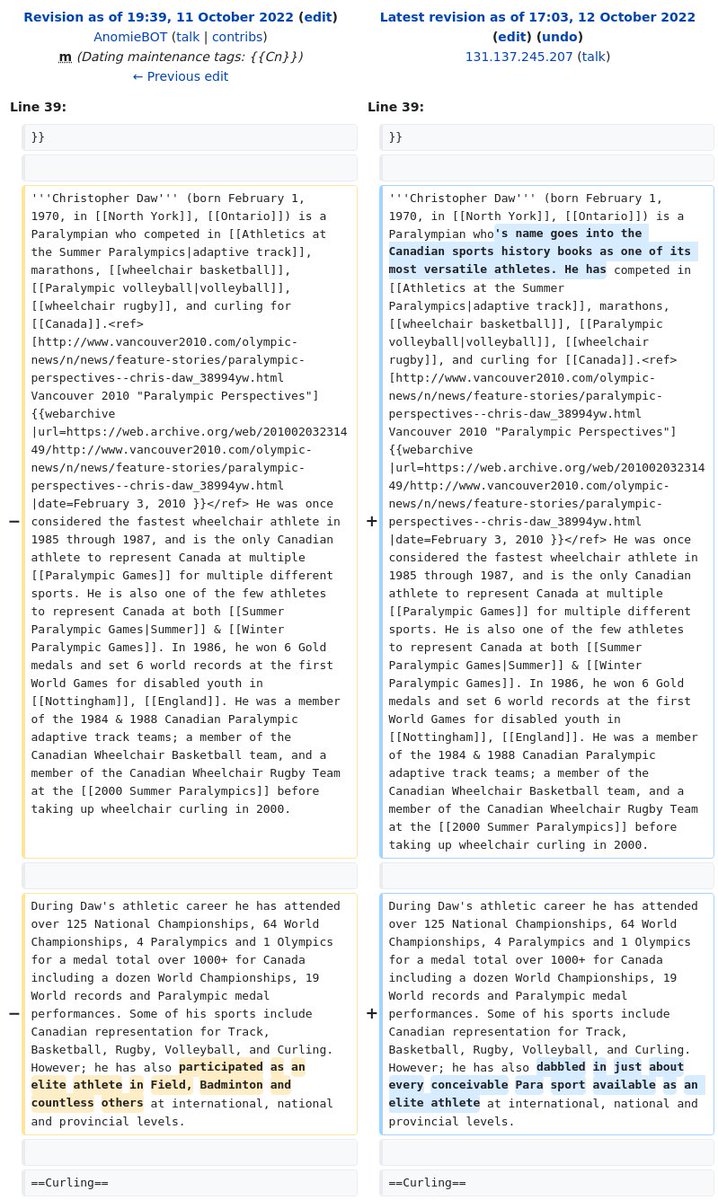 Revision as of 19:39, 11 October 2022 (edit)
AnomieBOT (talk | contribs)
m (Dating maintenance tags: {{Cn}})
← Previous edit
Line 39:
}}
'''Christopher Daw''' (born February 1,
1970, in [[North York]], [[Ontario]]) is a
Paralympian who competed in [[Athletics at
the Summer Paralympics|adaptive track]],
marathons, [[wheelchair basketball]],
[[Paralympic volleyball|volleyball]],
[[wheelchair rugby]], and curling for
[[Canada]].<ref>
[http://www.vancouver2010.com/olympic-
news/n/news/feature-stories/paralympic-
perspectives--chris-daw_38994yw.html
Vancouver 2010 "Paralympic Perspectives"]
{{webarchive
|url=https://web.archive.org/web/201002032314
49/http://www.vancouver2010.com/olympic-
news/n/news/feature-stories/paralympic-
perspectives--chris-daw_38994yw.html
|date=February 3, 2010 }}</ref> He was once
− considered the fastest wheelchair athlete in
1985 through 1987, and is the only Canadian
athlete to represent Canada at multiple
[[Paralympic Games]] for multiple different
sports. He is also one of the few athletes
to represent Canada at both [[Summer
Paralympic Games|Summer]] & [[Winter
Paralympic Games]]. In 1986, he won 6 Gold
medals and set 6 world records at the first
World Games for disabled youth in
[[Nottingham]], [[England]]. He was a member
of the 1984 & 1988 Canadian Paralympic
adaptive track teams; a member of the
Canadian Wheelchair Basketball team, and a
member of the Canadian Wheelchair Rugby Team
at the [[2000 Summer Paralympics]] before
taking up wheelchair curling in 2000.
During Daw's athletic career he has attended
over 125 National Championships, 64 World
Championships, 4 Paralympics and 1 Olympics
for a medal total over 1000+ for Canada
including a dozen World Championships, 19
World records and Paralympic medal
− performances. Some of his sports include
Canadian representation for Track,
Basketball, Rugby, Volleyball, and Curling.
However; he has also participated as an
elite athlete in Field, Badminton and
countless others at international, national
and provincial levels.
==Curling==
Latest revision as of 17:03, 12 October 2022
(edit) (undo)
131.137.245.207 (talk)
Line 39:
}}
'''Christopher Daw''' (born February 1,
1970, in [[North York]], [[Ontario]]) is a
Paralympian who's name goes into the
Canadian sports history books as one of its
most versatile athletes. He has competed in
[[Athletics at the Summer
Paralympics|adaptive track]], marathons,
[[wheelchair basketball]], [[Paralympic
volleyball|volleyball]], [[wheelchair
rugby]], and curling for [[Canada]].<ref>
[http://www.vancouver2010.com/olympic-
news/n/news/feature-stories/paralympic-
perspectives--chris-daw_38994yw.html
Vancouver 2010 "Paralympic Perspectives"]
{{webarchive
|url=https://web.archive.org/web/201002032314
49/http://www.vancouver2010.com/olympic-
news/n/news/feature-stories/paralympic-
+ perspectives--chris-daw_38994yw.html
|date=February 3, 2010 }}</ref> He was once
considered the fastest wheelchair athlete in
1985 through 1987, and is the only Canadian
athlete to represent Canada at multiple
[[Paralympic Games]] for multiple different
sports. He is also one of the few athletes
to represent Canada at both [[Summer
Paralympic Games|Summer]] & [[Winter
Paralympic Games]]. In 1986, he won 6 Gold
medals and set 6 world records at the first
World Games for disabled youth in
[[Nottingham]], [[England]]. He was a member
of the 1984 & 1988 Canadian Paralympic
adaptive track teams; a member of the
Canadian Wheelchair Basketball team, and a
member of the Canadian Wheelchair Rugby Team
at the [[2000 Summer Paralympics]] before
taking up wheelchair curling in 2000.
During Daw's athletic career he has attended
over 125 National Championships, 64 World
Championships, 4 Paralympics and 1 Olympics
for a medal total over 1000+ for Canada
including a dozen World Championships, 19
World records and Paralympic medal
+ performances. Some of his sports include
Canadian representation for Track,
Basketball, Rugby, Volleyball, and Curling.
However; he has also dabbled in just about
every conceivable Para sport available as an
elite athlete at international, national and
provincial levels.
==Curling==